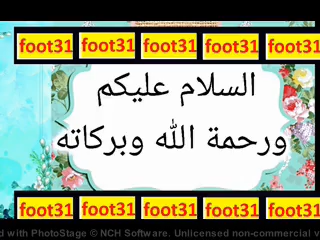 foot31 foot31 foot31 foot31 foot31
السلام عليكم
ورحمة الله وبركاته
foot31 foot31 foot31 foot31 foot31
d with PhotoStage © NCH Software. Unlicensed non-commercial